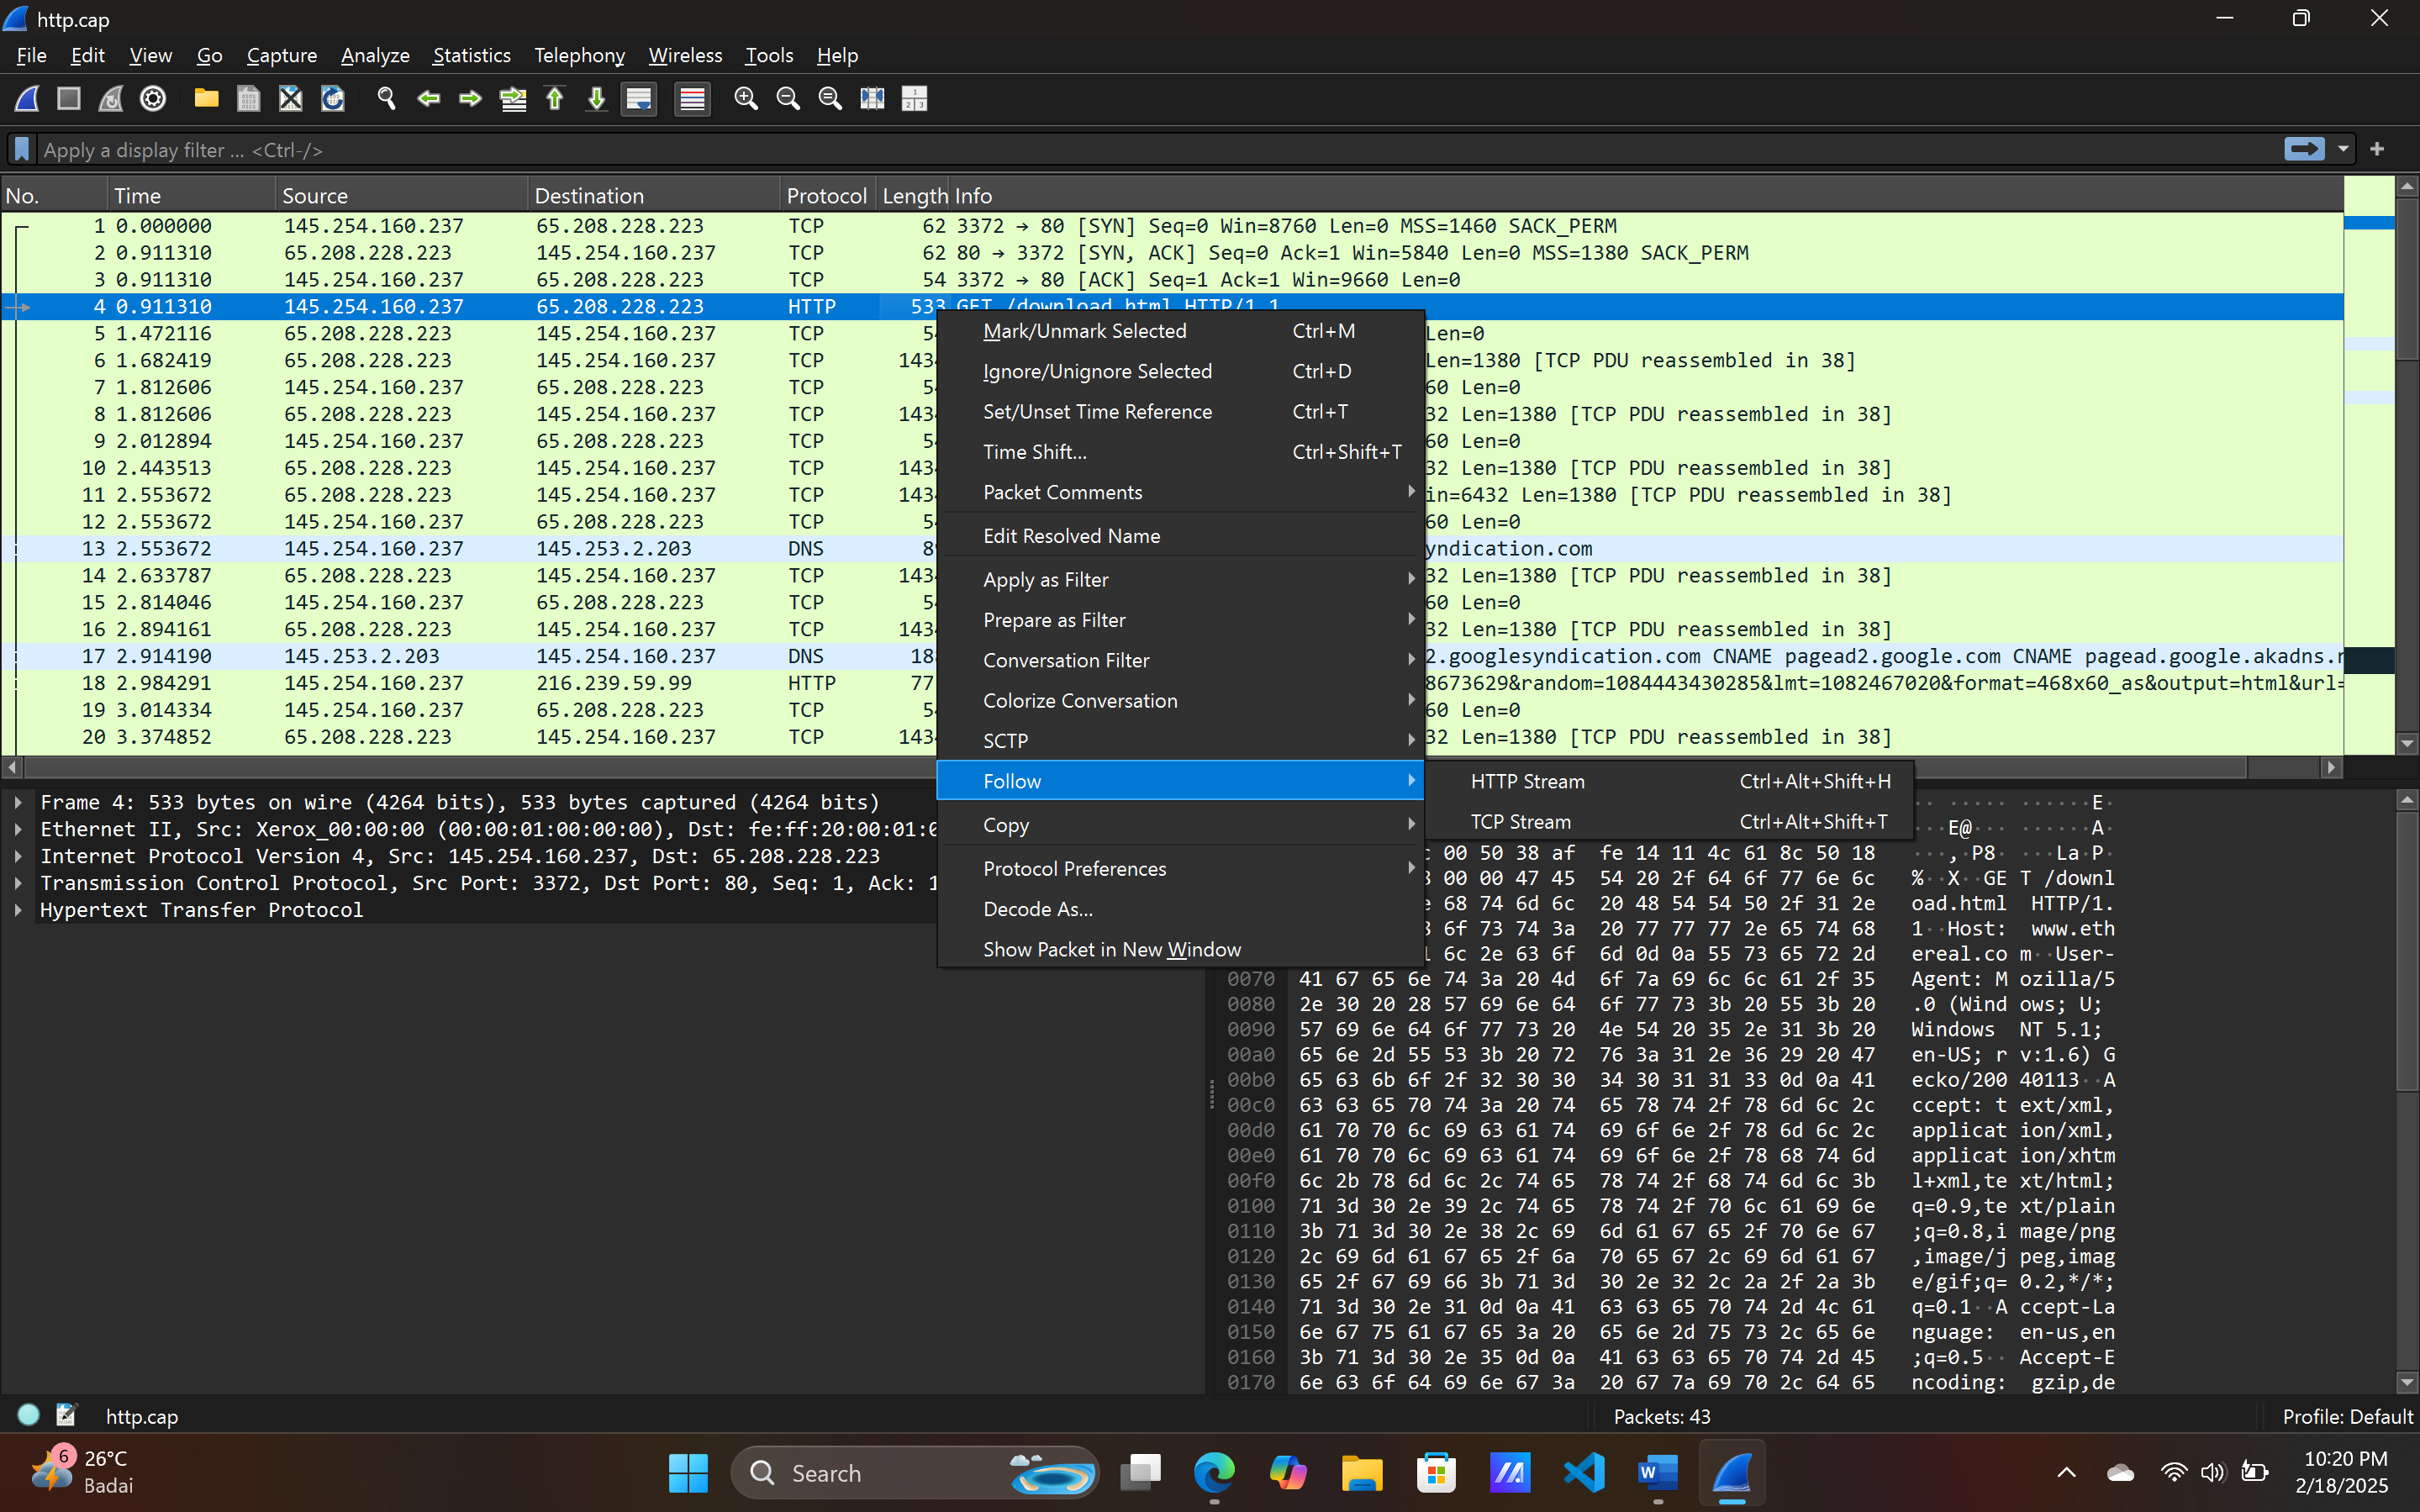 http.cap
File Edit View Go Capture Analyze Statistics Telephony Wireless Tools Help
Apply a display filter ... <Ctrl-/>
No. Time Source Destination Protocol Length Info
1 0.000000 145.254.160.237 65.208.228.223 TCP 62 3372 → 80 [SYN] Seq=0 Win=8760 Len=0 MSS=1460 SACK_PERM
2 0.911310 65.208.228.223 145.254.160.237 TCP 62 80 → 3372 [SYN, ACK] Seq=0 Ack=1 Win=5840 Len=0 MSS=1380 SACK_PERM
3 0.911310 145.254.160.237 65.208.228.223 TCP 54 3372 → 80 [ACK] Seq=1 Ack=1 Win=9660 Len=0
4 0.911310 145.254.160.237 65.208.228.223 HTTP 533 GET /download.html HTTP/1.1
5 1.472116 65.208.228.223 145.254.160.237 TCP Len=0
6 1.682419 65.208.228.223 145.254.160.237 TCP 1434 Len=1380 [TCP PDU reassembled in 38]
7 1.812606 145.254.160.237 65.208.228.223 TCP 60 Len=0
8 1.812606 65.208.228.223 145.254.160.237 TCP 1434 32 Len=1380 [TCP PDU reassembled in 38]
9 2.012894 145.254.160.237 65.208.228.223 TCP 60 Len=0
10 2.443513 65.208.228.223 145.254.160.237 TCP 1434 32 Len=1380 [TCP PDU reassembled in 38]
11 2.553672 65.208.228.223 145.254.160.237 TCP 1434 in=6432 Len=1380 [TCP PDU reassembled in 38]
12 2.553672 145.254.160.237 65.208.228.223 TCP 60 Len=0
13 2.553672 145.254.160.237 145.253.2.203 DNS yndication.com
14 2.633787 65.208.228.223 145.254.160.237 TCP 1434 32 Len=1380 [TCP PDU reassembled in 38]
15 2.814046 145.254.160.237 65.208.228.223 TCP 60 Len=0
16 2.894161 65.208.228.223 145.254.160.237 TCP 1434 32 Len=1380 [TCP PDU reassembled in 38]
17 2.914190 145.253.2.203 145.254.160.237 DNS 2.googlesyndication.com CNAME pagead2.google.com CNAME pagead.google.akadns.
18 2.984291 145.254.160.237 216.239.59.99 HTTP 77 8673629&random=1084443430285&lmt=1082467020&format=468x60_as&output=html&url=
19 3.014334 145.254.160.237 65.208.228.223 TCP 60 Len=0
20 3.374852 65.208.228.223 145.254.160.237 TCP 1434 32 Len=1380 [TCP PDU reassembled in 38]
Mark/Unmark Selected Ctrl+M
Ignore/Unignore Selected Ctrl+D
Set/Unset Time Reference Ctrl+T
Time Shift... Ctrl+Shift+T
Packet Comments
Edit Resolved Name
Apply as Filter
Prepare as Filter
Conversation Filter
Colorize Conversation
SCTP
Follow
Copy
Protocol Preferences
Decode As...
Show Packet in New Window
HTTP Stream Ctrl+Alt+Shift+H
TCP Stream Ctrl+Alt+Shift+T
Frame 4: 533 bytes on wire (4264 bits), 533 bytes captured (4264 bits)
Ethernet II, Src: Xerox_00:00:00 (00:00:01:00:00:00), Dst: fe:ff:20:00:01:0
Internet Protocol Version 4, Src: 145.254.160.237, Dst: 65.208.228.223
Transmission Control Protocol, Src Port: 3372, Dst Port: 80, Seq: 1, Ack: 1
Hypertext Transfer Protocol
·· ····· ······E·
···E@··· ······A·
00 50 38 af fe 14 11 4c 61 8c 50 18 ···,·P8· ···La·P·
00 00 47 45 54 20 2f 64 6f 77 6e 6c %··X··GE T /downl
68 74 6d 6c 20 48 54 54 50 2f 31 2e oad.html HTTP/1.
6f 73 74 3a 20 77 77 77 2e 65 74 68 1··Host: www.eth
6c 2e 63 6f 6d 0d 0a 55 73 65 72 2d ereal.co m··User-
0070 41 67 65 6e 74 3a 20 4d 6f 7a 69 6c 6c 61 2f 35 Agent: M ozilla/5
0080 2e 30 20 28 57 69 6e 64 6f 77 73 3b 20 55 3b 20 .0 (Wind ows; U;
0090 57 69 6e 64 6f 77 73 20 4e 54 20 35 2e 31 3b 20 Windows NT 5.1;
00a0 65 6e 2d 55 53 3b 20 72 76 3a 31 2e 36 29 20 47 en-US; r v:1.6) G
00b0 65 63 6b 6f 2f 32 30 30 34 30 31 31 33 0d 0a 41 ecko/200 40113··A
00c0 63 63 65 70 74 3a 20 74 65 78 74 2f 78 6d 6c 2c ccept: t ext/xml,
00d0 61 70 70 6c 69 63 61 74 69 6f 6e 2f 78 6d 6c 2c applicat ion/xml,
00e0 61 70 70 6c 69 63 61 74 69 6f 6e 2f 78 68 74 6d applicat ion/xhtm
00f0 6c 2b 78 6d 6c 2c 74 65 78 74 2f 68 74 6d 6c 3b l+xml,te xt/html;
0100 71 3d 30 2e 39 2c 74 65 78 74 2f 70 6c 61 69 6e q=0.9,te xt/plain
0110 3b 71 3d 30 2e 38 2c 69 6d 61 67 65 2f 70 6e 67 ;q=0.8,i mage/png
0120 2c 69 6d 61 67 65 2f 6a 70 65 67 2c 69 6d 61 67 ,image/j peg,imag
0130 65 2f 67 69 66 3b 71 3d 30 2e 32 2c 2a 2f 2a 3b e/gif;q= 0.2,*/*;
0140 71 3d 30 2e 31 0d 0a 41 63 63 65 70 74 2d 4c 61 q=0.1··A ccept-La
0150 6e 67 75 61 67 65 3a 20 65 6e 2d 75 73 2c 65 6e nguage: en-us,en
0160 3b 71 3d 30 2e 35 0d 0a 41 63 63 65 70 74 2d 45 ;q=0.5·· Accept-E
0170 6e 63 6f 64 69 6e 67 3a 20 67 7a 69 70 2c 64 65 ncoding: gzip,de
http.cap Packets: 43 Profile: Default
6 26°C
Badai
Search
10:20 PM
2/18/2025